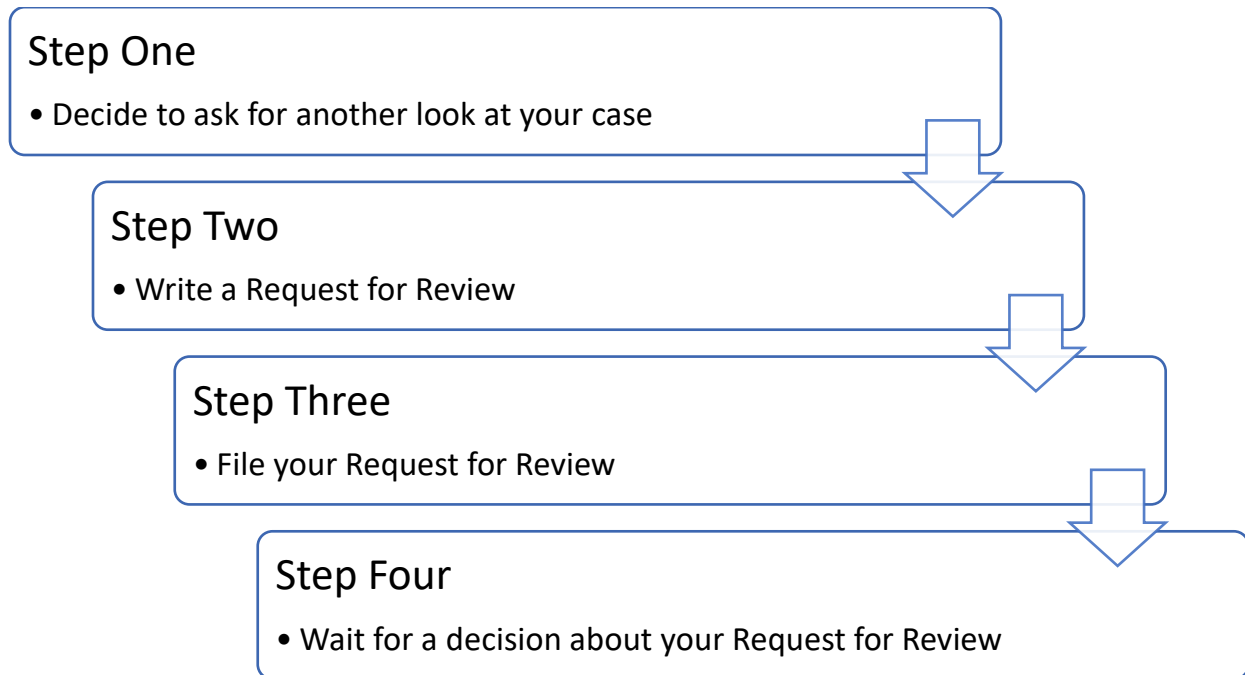 Step One
• Decide to ask for another look at your case
Step Two
• Write a Request for Review
Step Three
• File your Request for Review
Step Four
• Wait for a decision about your Request for Review